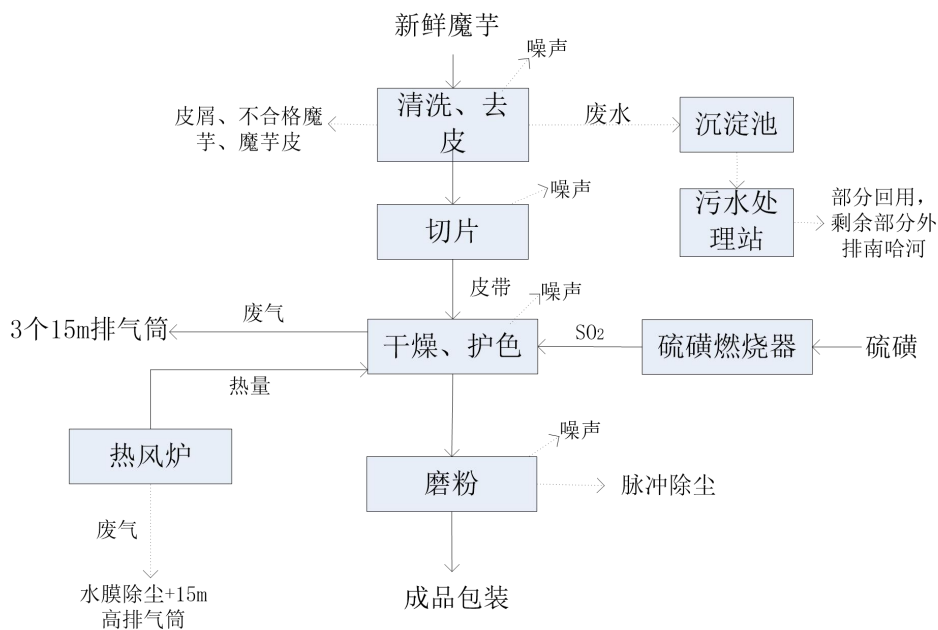 新鲜魔芋
噪声
清洗、去
皮
皮屑、不合格魔
芋、魔芋皮
废水
沉淀池
噪声
切片
污水处
理站
部分回用,
剩余部分外
排南哈河
皮带
噪声
废气
3个15m排气筒
干燥、护色
SO₂
硫磺燃烧器
硫磺
热量
热风炉
噪声
磨粉
脉冲除尘
废气
水膜除尘+15m
高排气筒
成品包装